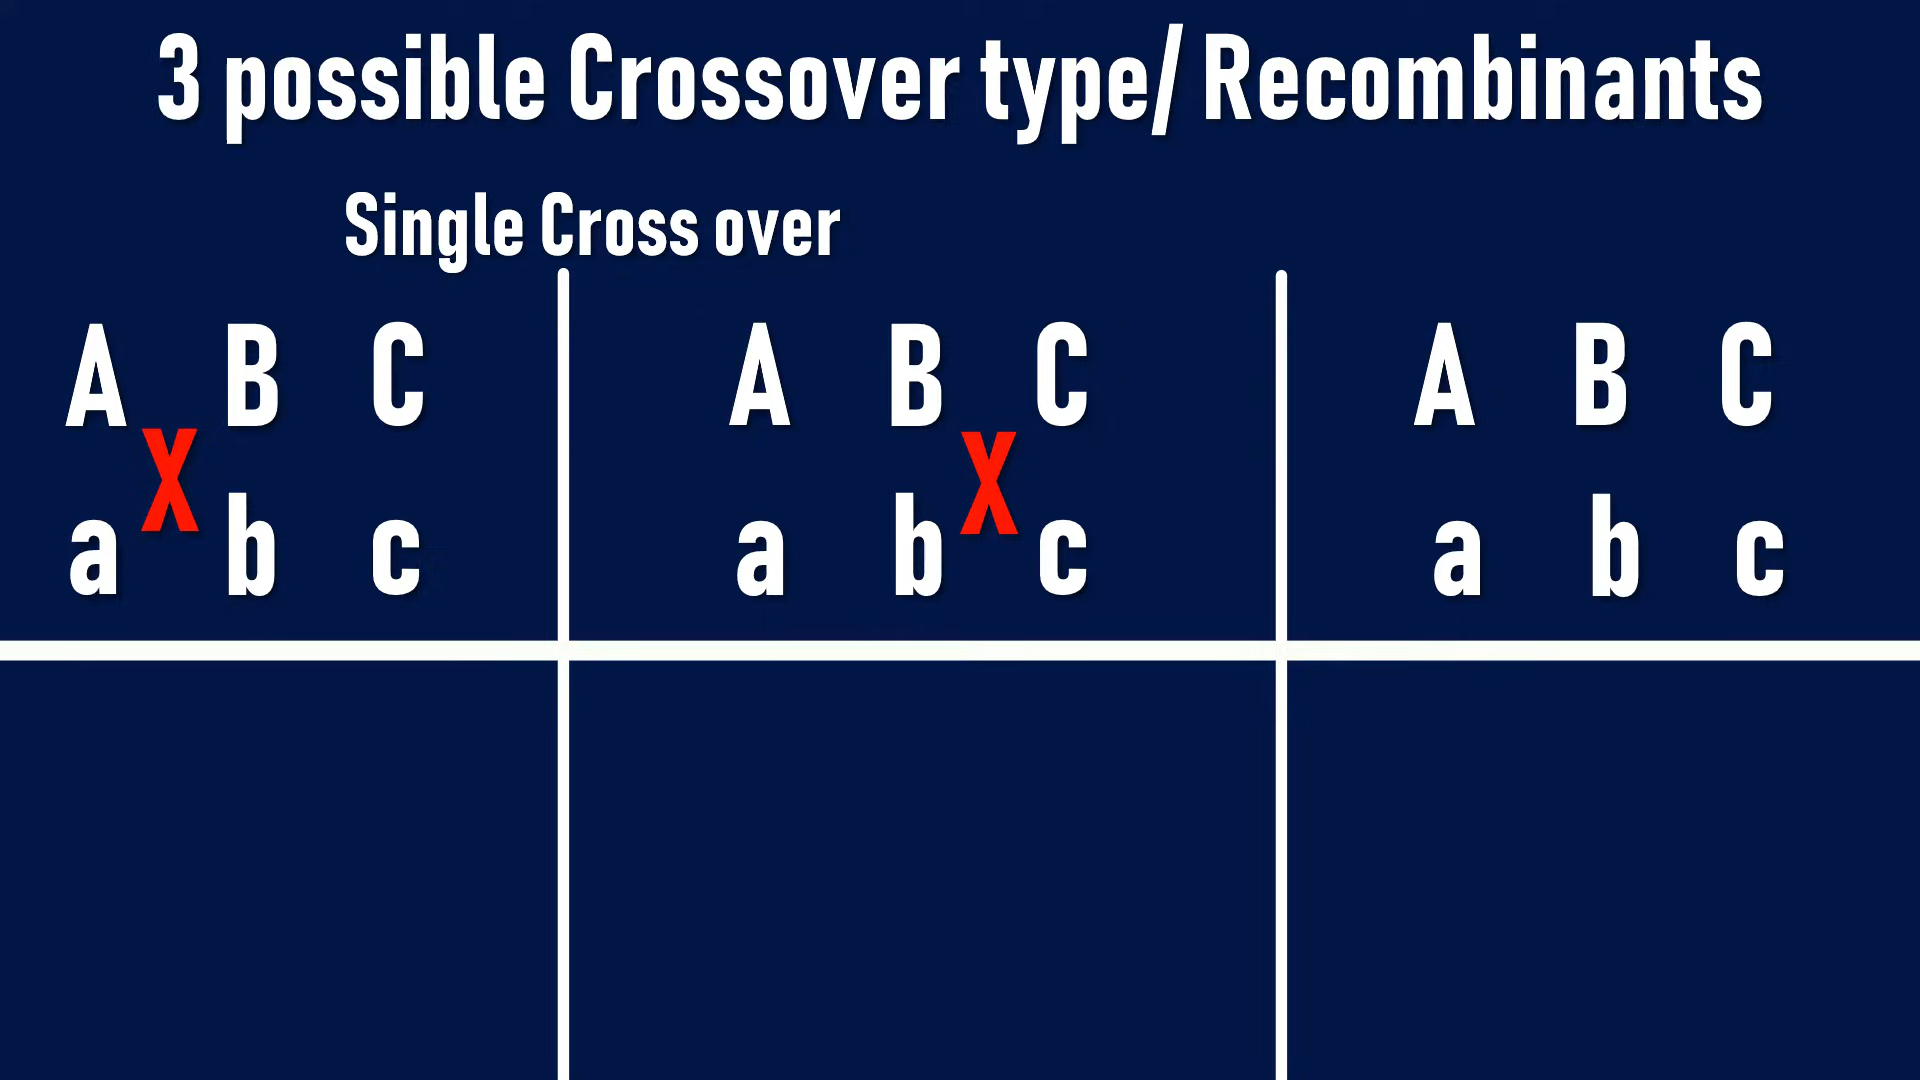 3 possible Crossover type/ Recombinants
Single Cross over
A B C
X
a b c
A B C
X
a b c
A B C
a b c